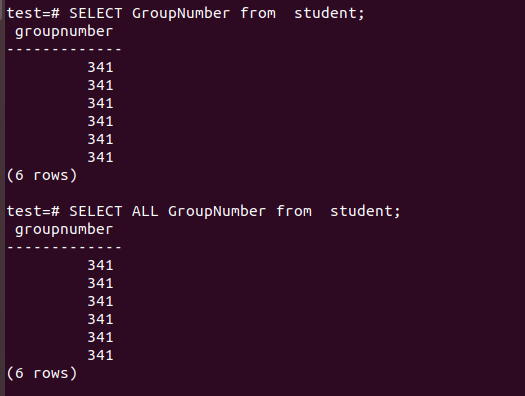 test=# SELECT GroupNumber from  student;
 groupnumber
-------------
         341
         341
         341
         341
         341
         341
(6 rows)

test=# SELECT ALL GroupNumber from  student;
 groupnumber
-------------
         341
         341
         341
         341
         341
         341
(6 rows)